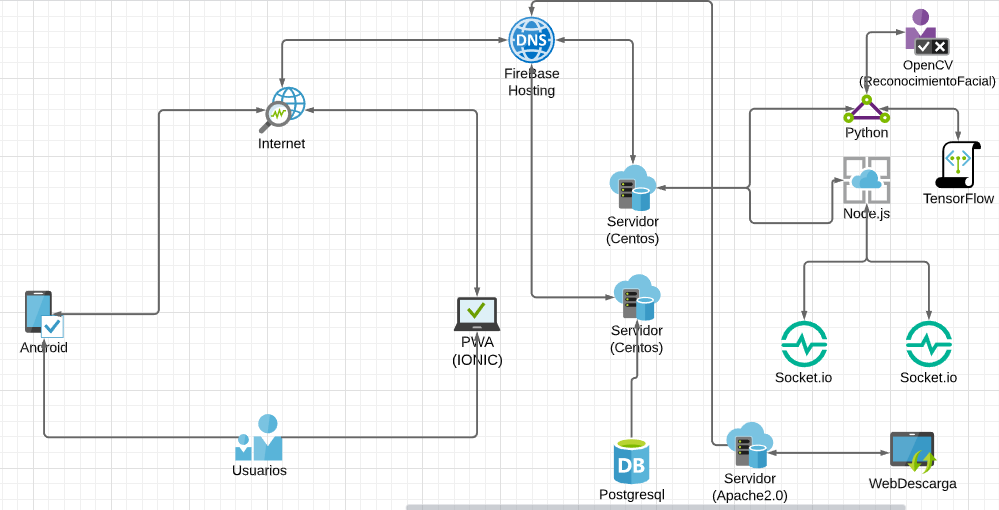 DNS
FireBase
Hosting
OpenCV
(ReconocimientoFacial)
Internet
Python
TensorFlow
Servidor
(Centos)
Node.js
Servidor
(Centos)
Android
PWA
(IONIC)
Socket.io
Socket.io
Usuarios
DB
Postgresql
Servidor
(Apache2.0)
WebDescarga